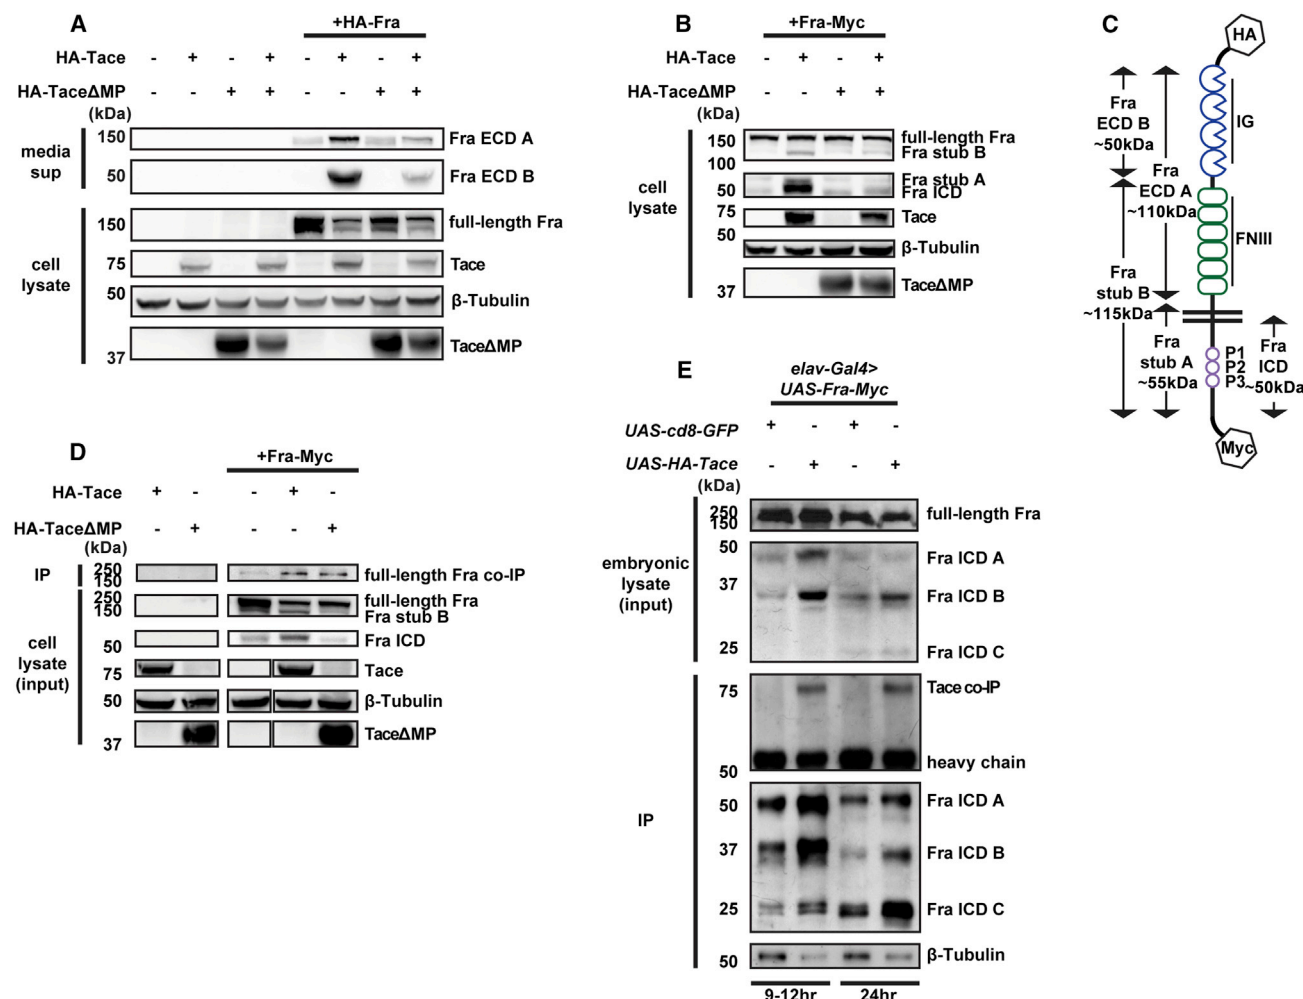 A
+HA-Fra
HA-Tace - + - + - + - +
HA-TaceΔMP - - + + - - + +
(kDa)
media
sup
150
Fra ECD A
50
Fra ECD B
cell
lysate
150
full-length Fra
75
Tace
50
β-Tubulin
37
TaceΔMP
B
+Fra-Myc
HA-Tace - + - +
HA-TaceΔMP - - + +
(kDa)
cell
lysate
150
full-length Fra
100
Fra stub B
50
Fra stub A
Fra ICD
75
Tace
50
β-Tubulin
37
TaceΔMP
C
HA
Fra
ECD B
~50kDa
IG
Fra
ECD A
~110kDa
FNIII
Fra
stub B
~115kDa
Fra
stub A
~55kDa
P1
P2
P3
Fra
ICD
~50kDa
Myc
D
+Fra-Myc
HA-Tace + - - + -
HA-TaceΔMP - + - - +
(kDa)
IP
250
150
full-length Fra co-IP
cell
lysate
(input)
250
150
full-length Fra
Fra stub B
50
Fra ICD
75
Tace
50
β-Tubulin
37
TaceΔMP
E
elav-Gal4>
UAS-Fra-Myc
UAS-cd8-GFP + - + -
UAS-HA-Tace - + - +
(kDa)
embryonic
lysate
(input)
250
150
full-length Fra
50
Fra ICD A
37
Fra ICD B
25
Fra ICD C
IP
75
Tace co-IP
50
heavy chain
50
Fra ICD A
37
Fra ICD B
25
Fra ICD C
50
β-Tubulin
9-12hr 24hr